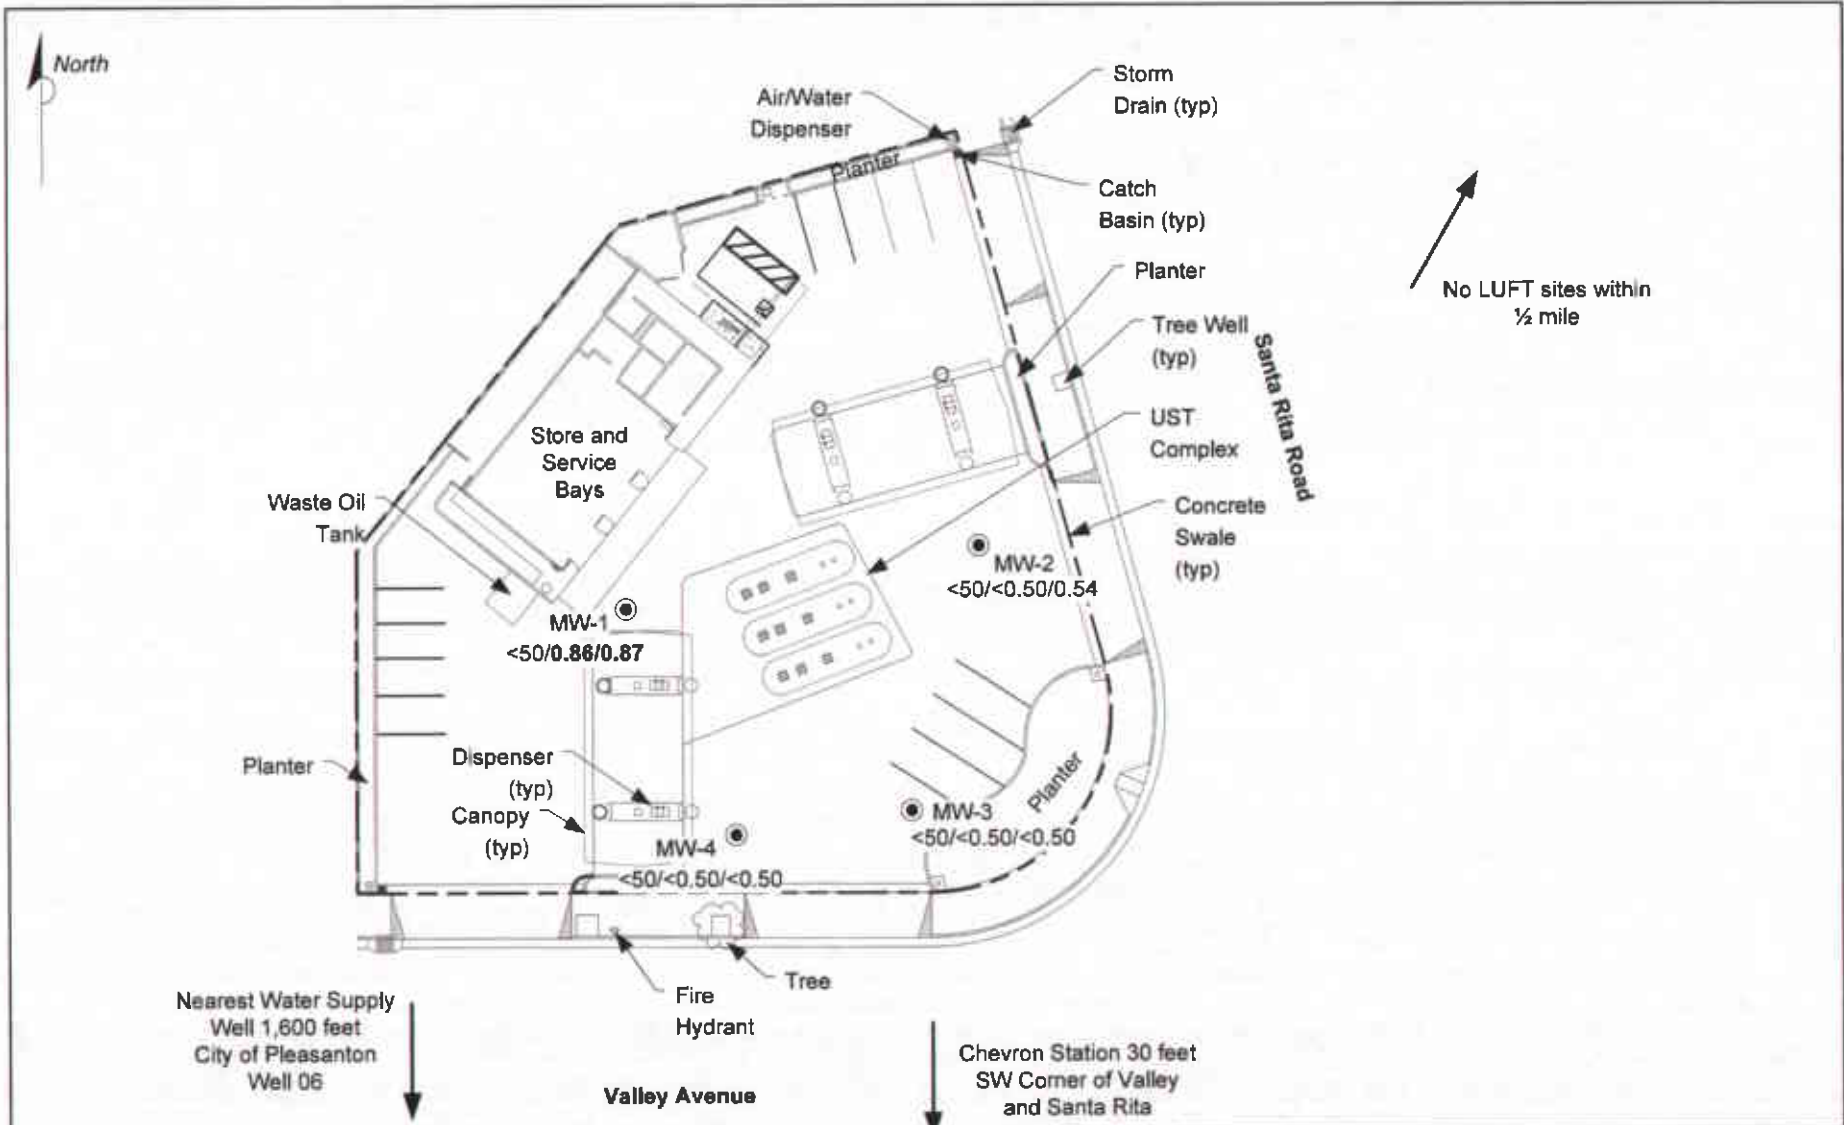 North
Storm
Drain (typ)
Air/Water
Dispenser
Planter
Catch
Basin (typ)
Planter
No LUFT sites within
½ mile
Tree Well
(typ)
Santa Rita Road
UST
Complex
Store and
Service
Bays
Waste Oil
Tank
Concrete
Swale
(typ)
MW-2
<50/<0.50/0.54
MW-1
<50/0.86/0.87
Planter
Dispenser
(typ)
Canopy
(typ)
Planter
MW-3
<50/<0.50/<0.50
MW-4
<50/<0.50/<0.50
Tree
Fire
Hydrant
Nearest Water Supply
Well 1,600 feet
City of Pleasanton
Well 06
Valley Avenue
Chevron Station 30 feet
SW Corner of Valley
and Santa Rita